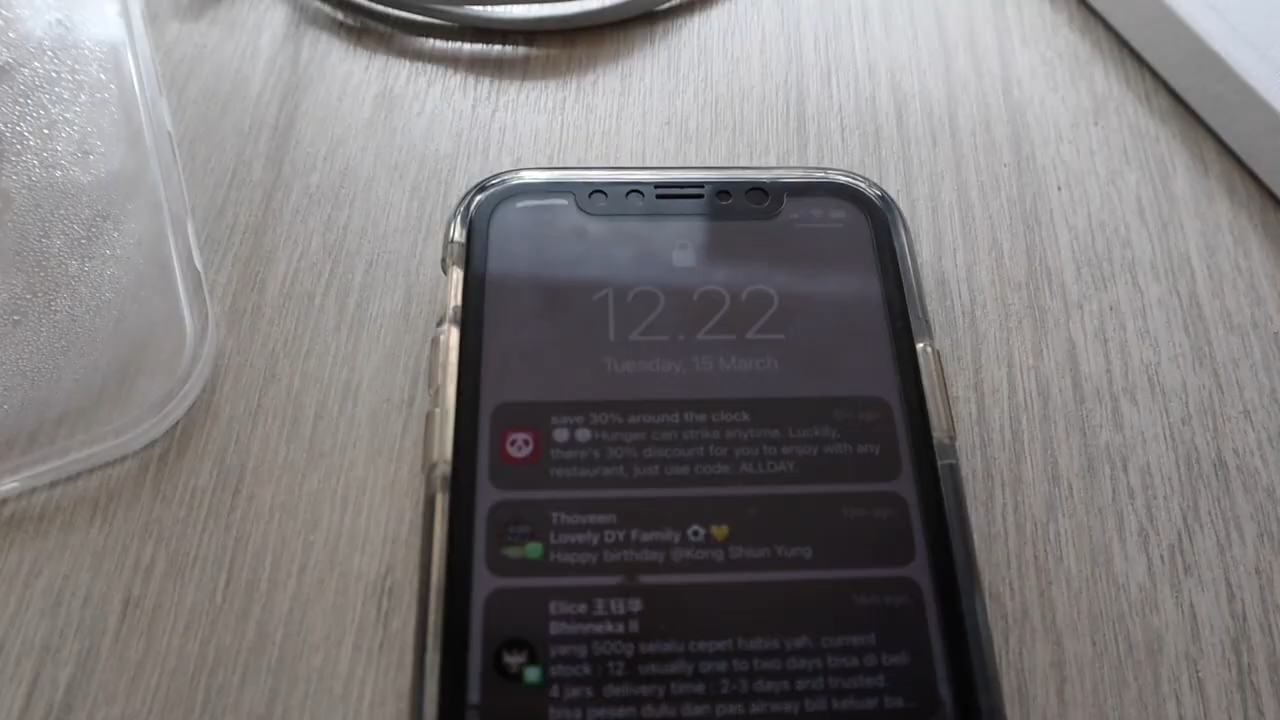 12.22
Tuesday, 15 March
save 30% around the clock
Hunger can strike anytime. Luckily,
there's 30% discount for you to enjoy with any
restaurant, just use code: ALLDAY.
Thoveen
Lovely DY Family
Happy birthday @Kong Shiun Yung
Elice 王钰华
Bhinneka II
yang 500g selalu cepet habis yah. current
stock : 12. usually one to two days bisa di beli
4 jars. delivery time : 2-3 days and trusted.
bisa pesen dulu dan pas airway bill keluar ba...